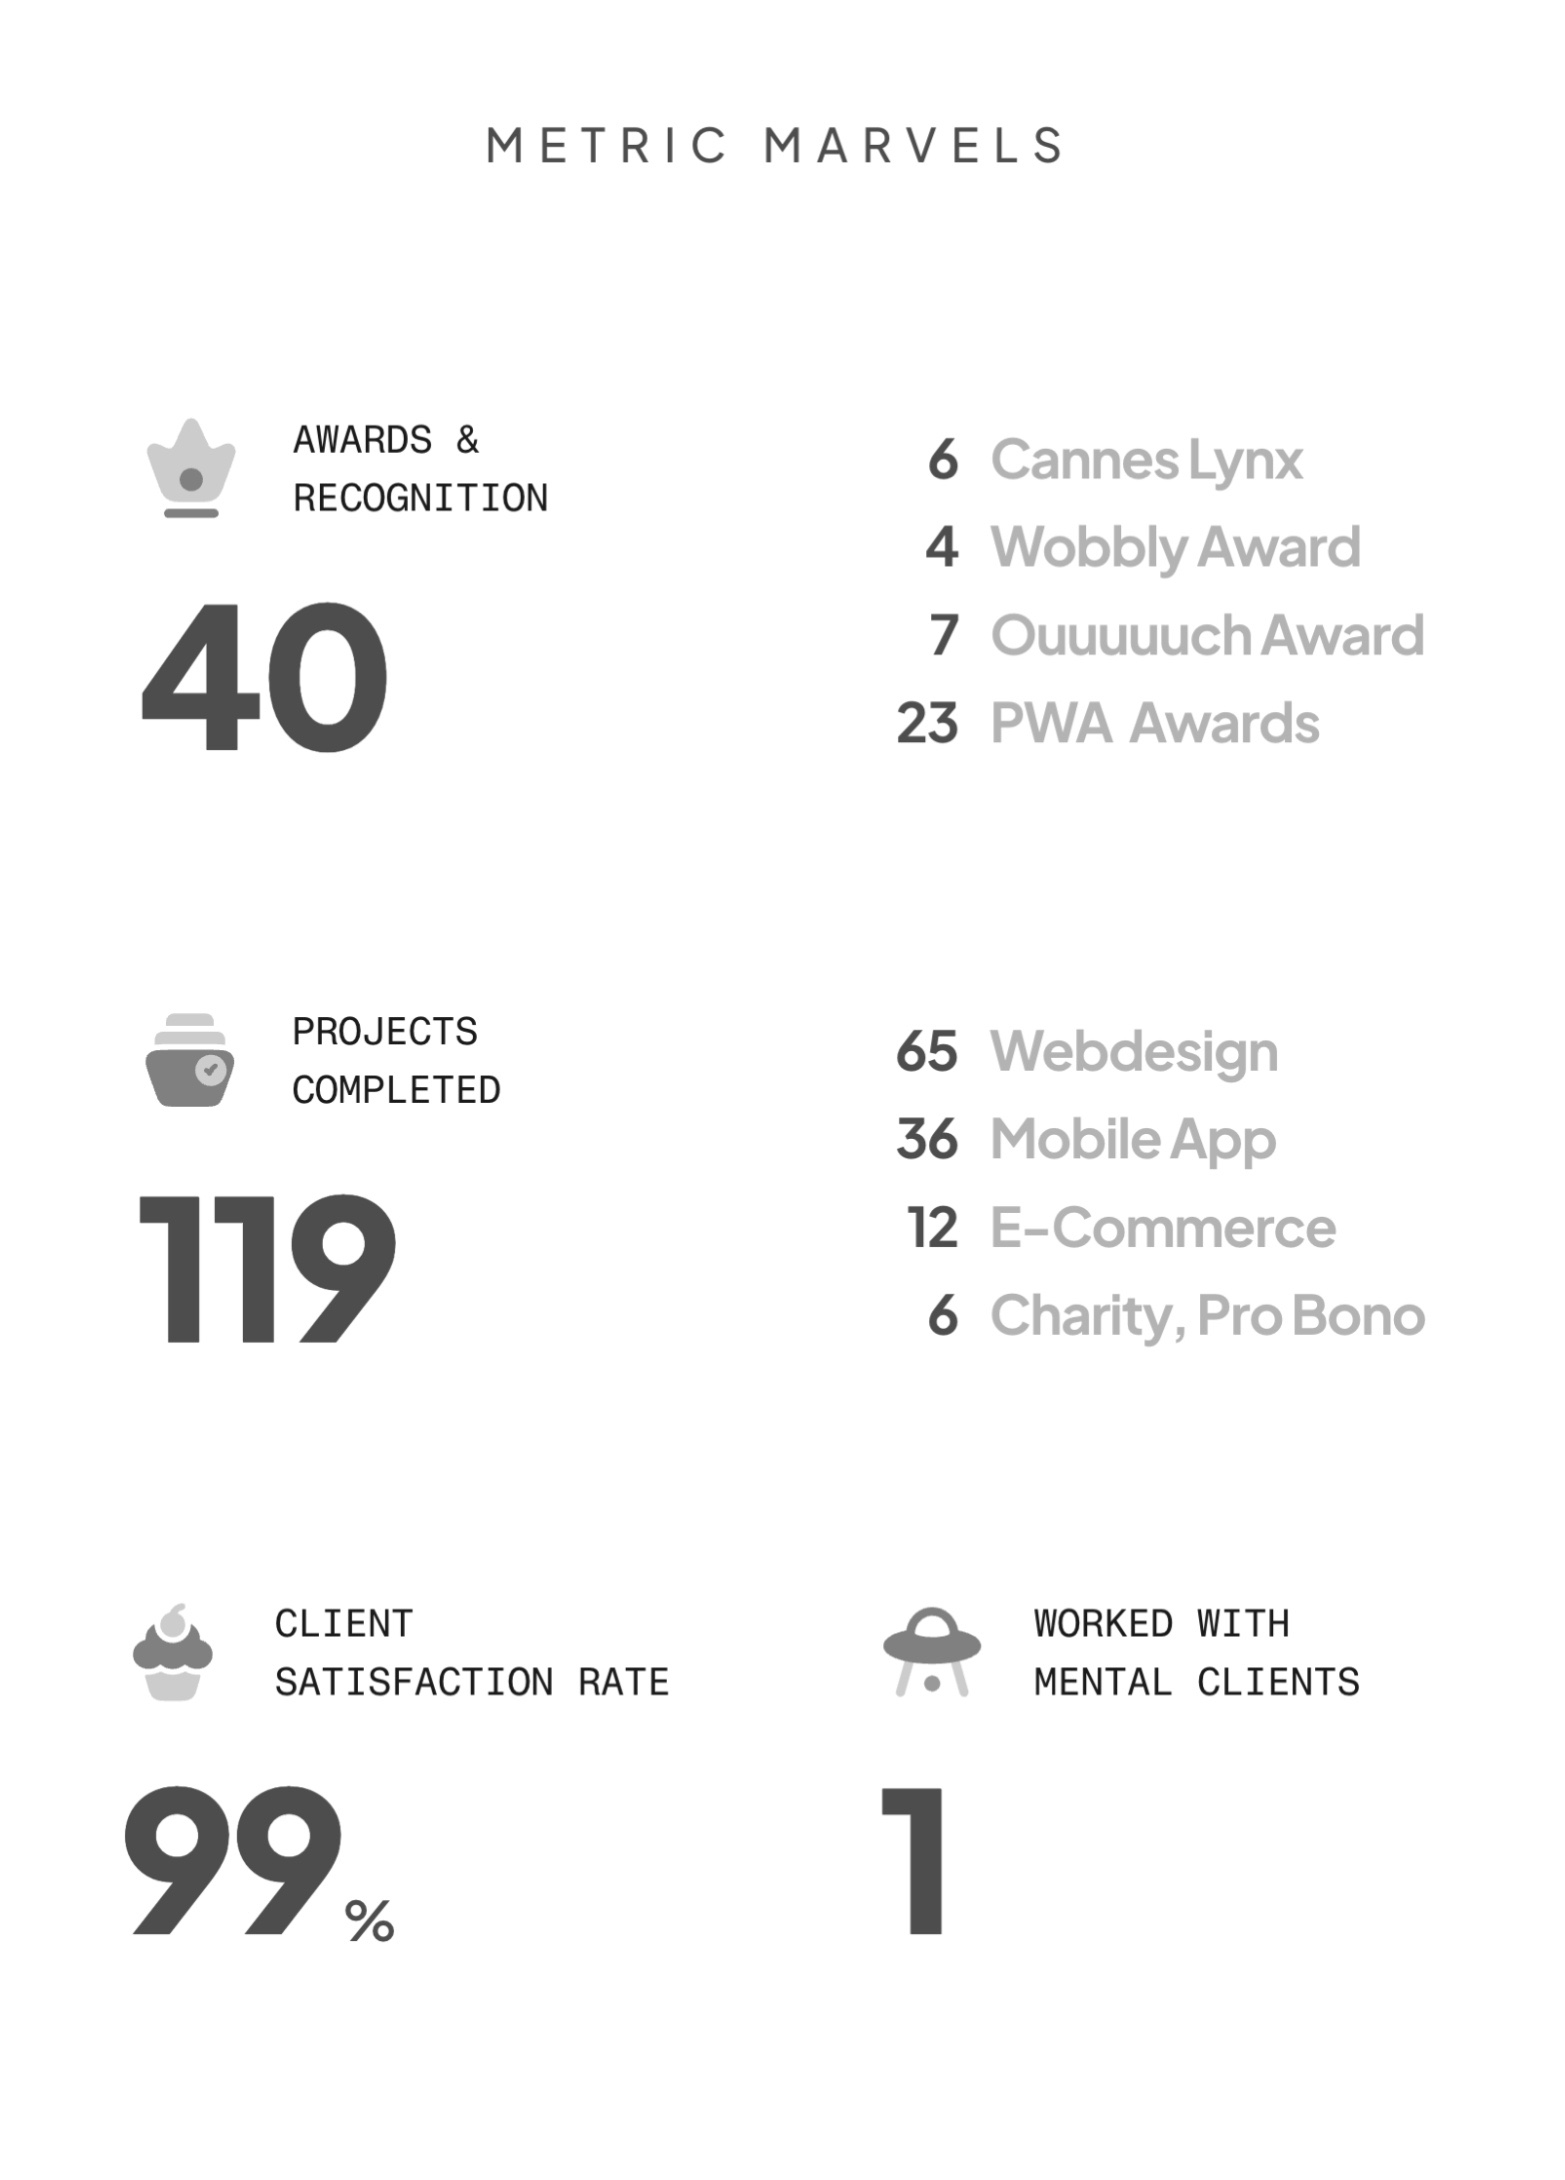 METRIC MARVELS
AWARDS &
RECOGNITION
40
6 Cannes Lynx
4 Wobbly Award
7 Ouuuuuch Award
23 PWA Awards
PROJECTS
COMPLETED
119
65 Webdesign
36 Mobile App
12 E-Commerce
6 Charity, Pro Bono
CLIENT
SATISFACTION RATE
99%
WORKED WITH
MENTAL CLIENTS
1